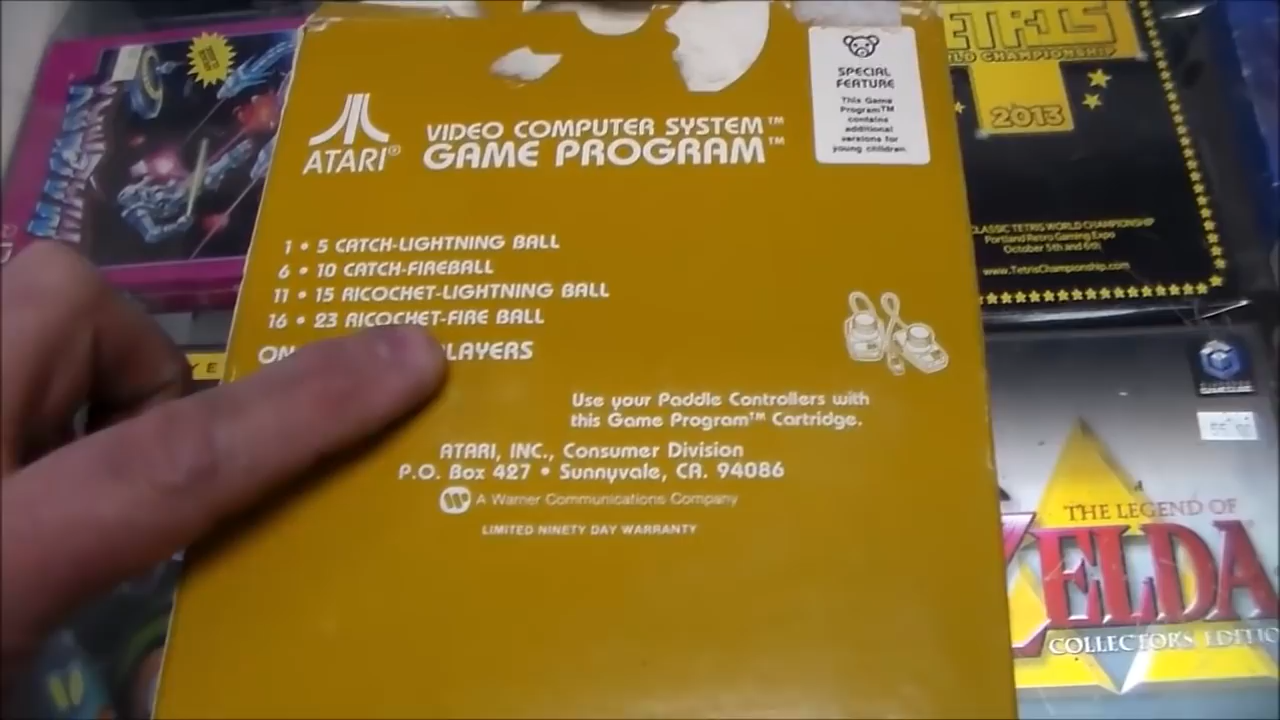 SPECIAL
FEATURE
This Game
Program™
contains
additional
versions for
young children.
ATARI®
VIDEO COMPUTER SYSTEM™
GAME PROGRAM™
1 • 5 CATCH-LIGHTNING BALL
6 • 10 CATCH-FIREBALL
11 • 15 RICOCHET-LIGHTNING BALL
16 • 23 RICOCHET-FIRE BALL
Use your Paddle Controllers with
this Game Program™ Cartridge.
ATARI, INC., Consumer Division
P.O. Box 427 • Sunnyvale, CA. 94086
A Warner Communications Company
LIMITED NINETY DAY WARRANTY
2013
CLASSIC TETRIS WORLD CHAMPIONSHIP
Portland Retro Gaming Expo
October 5th and 6th
www.TetrisChampionship.com
THE LEGEND OF
ZELDA